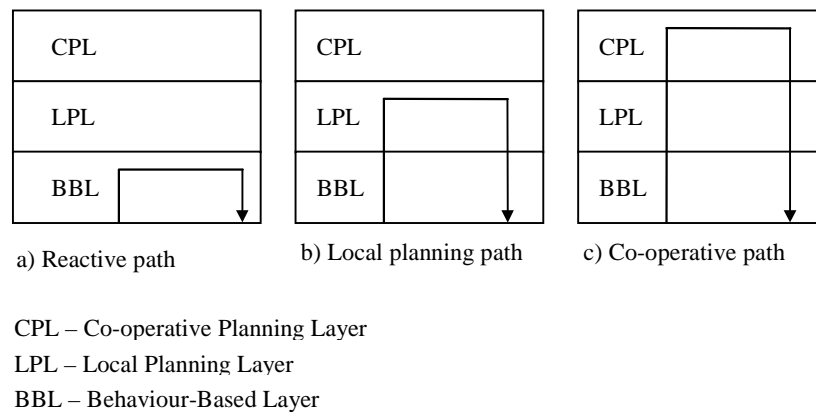 CPL
LPL
BBL
CPL
LPL
BBL
CPL
LPL
BBL
a) Reactive path
b) Local planning path
c) Co-operative path
CPL – Co-operative Planning Layer
LPL – Local Planning Layer
BBL – Behaviour-Based Layer